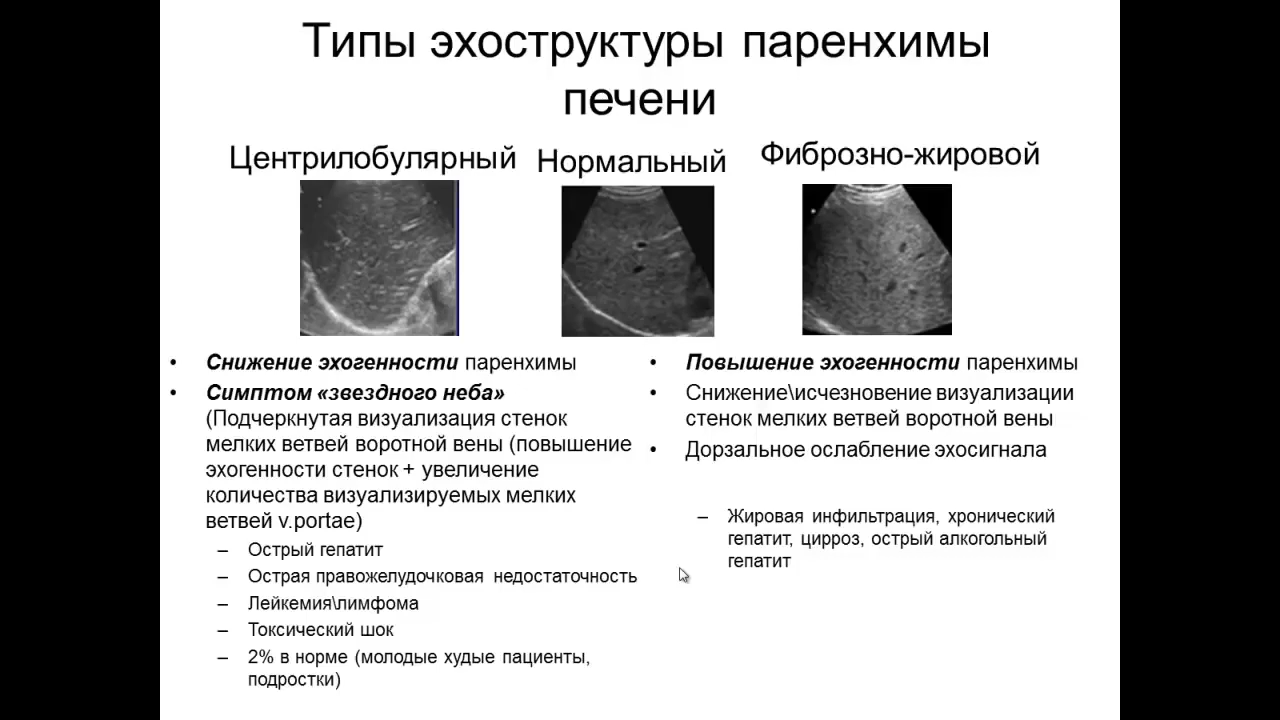 Типы эхоструктуры паренхимы
печени
Центрилобулярный
Нормальный
Фиброзно-жировой
• Снижение эхогенности паренхимы
• Симптом «звездного неба»
(Подчеркнутая визуализация стенок
мелких ветвей воротной вены (повышение
эхогенности стенок + увеличение
количества визуализируемых мелких
ветвей v.portae)
– Острый гепатит
– Острая правожелудочковая недостаточность
– Лейкемия\лимфома
– Токсический шок
– 2% в норме (молодые худые пациенты,
подростки)
• Повышение эхогенности паренхимы
• Снижение\исчезновение визуализации
стенок мелких ветвей воротной вены
• Дорзальное ослабление эхосигнала
– Жировая инфильтрация, хронический
гепатит, цирроз, острый алкогольный
гепатит